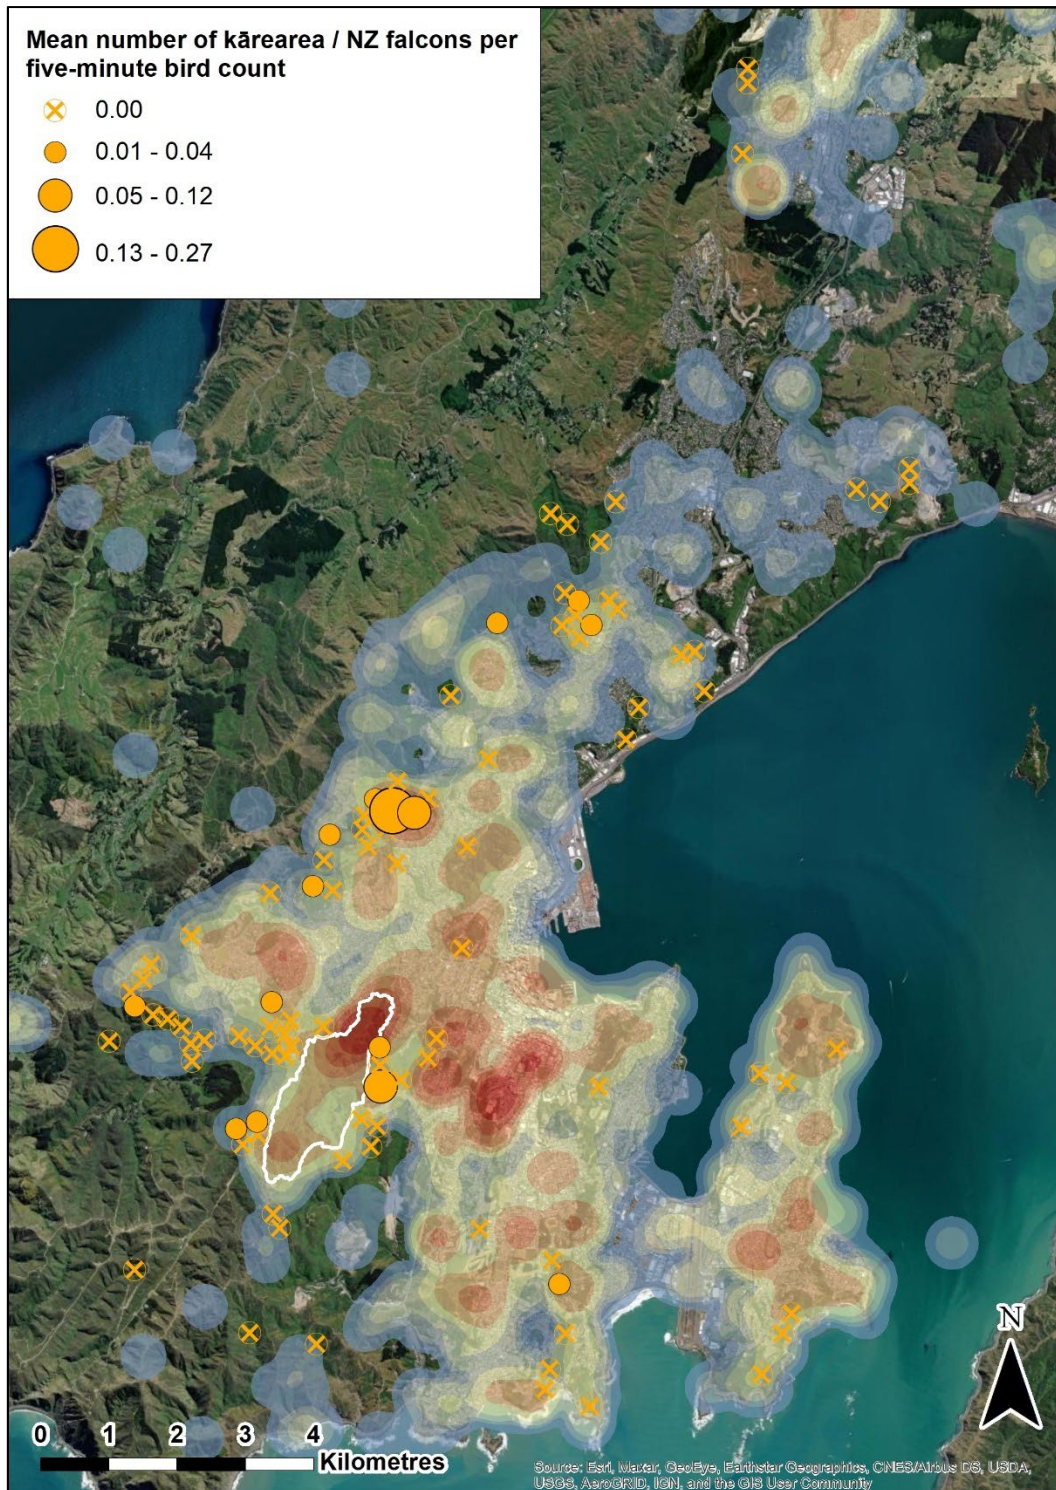 Mean number of kārearea / NZ falcons per
five-minute bird count
0.00
0.01 - 0.04
0.05 - 0.12
0.13 - 0.27
N
0 1 2 3 4
Kilometres
Source: Esri, Maxar, GeoEye, Earthstar Geographics, CNES/Airbus DS, USDA,
USGS, AeroGRID, IGN, and the GIS User Community